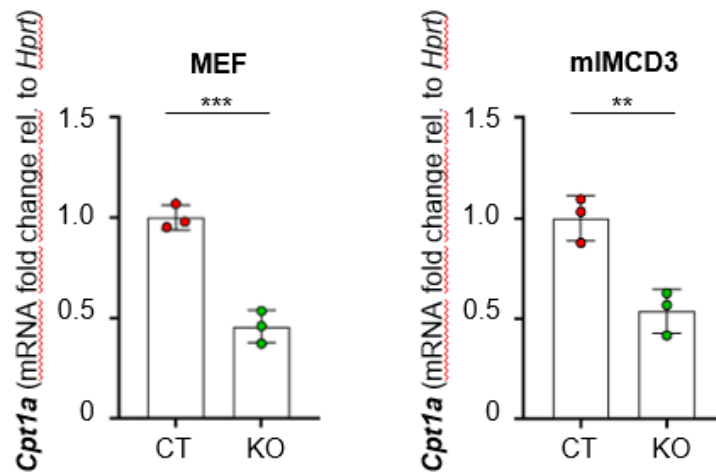 Cpt1a (mRNA fold change rel. to Hprt)
MEF
***
1.5
1.0
0.5
0
CT KO
Cpt1a (mRNA fold change rel. to Hprt)
mIMCD3
**
1.5
1.0
0.5
0
CT KO